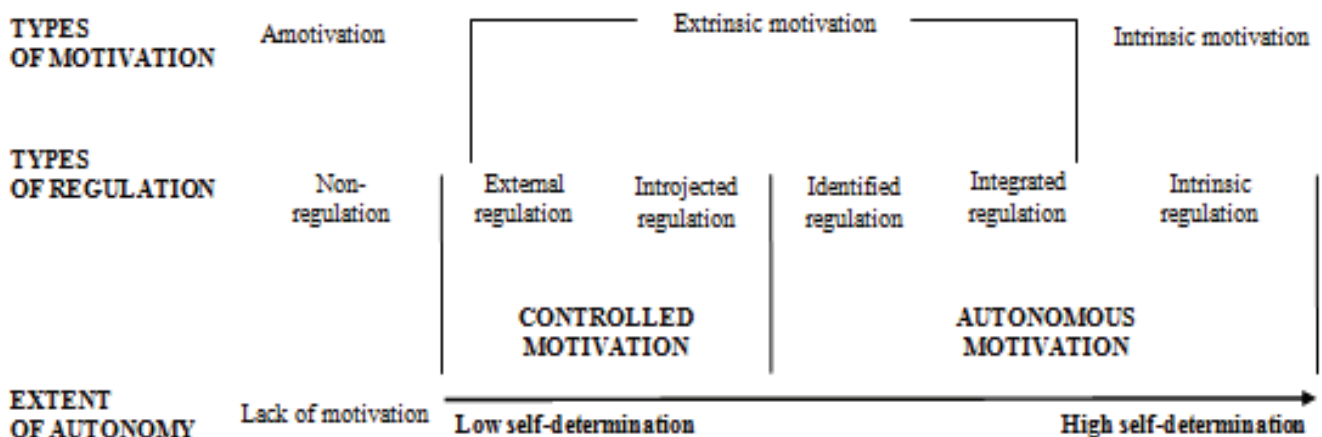 TYPES
OF MOTIVATION
Amotivation
Extrinsic motivation
Intrinsic motivation
TYPES
OF REGULATION
Non-
regulation
External
regulation
Introjected
regulation
Identified
regulation
Integrated
regulation
Intrinsic
regulation
CONTROLLED
MOTIVATION
AUTONOMOUS
MOTIVATION
EXTENT
OF AUTONOMY
Lack of motivation
Low self-determination
High self-determination